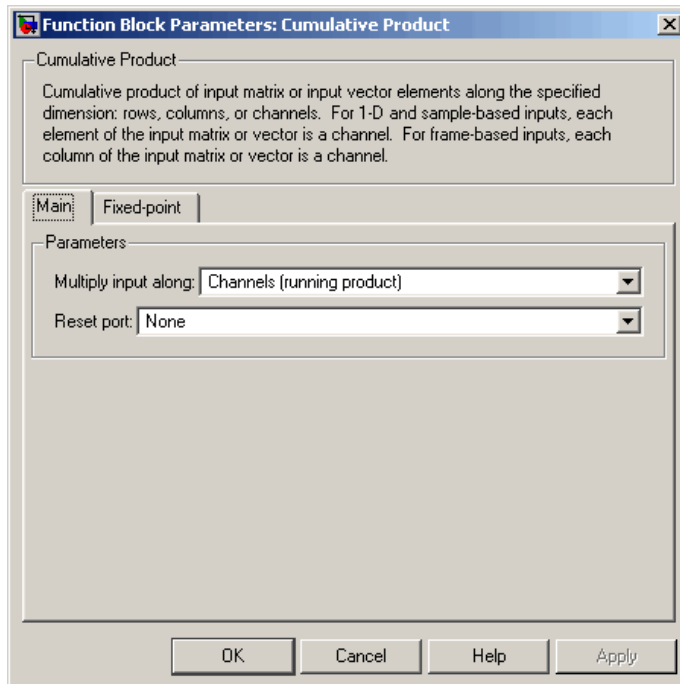 Function Block Parameters: Cumulative Product
Cumulative Product
Cumulative product of input matrix or input vector elements along the specified
dimension: rows, columns, or channels.  For 1-D and sample-based inputs, each
element of the input matrix or vector is a channel.  For frame-based inputs, each
column of the input matrix or vector is a channel.
Main Fixed-point
Parameters
Multiply input along: Channels (running product)
Reset port: None
OK Cancel Help Apply